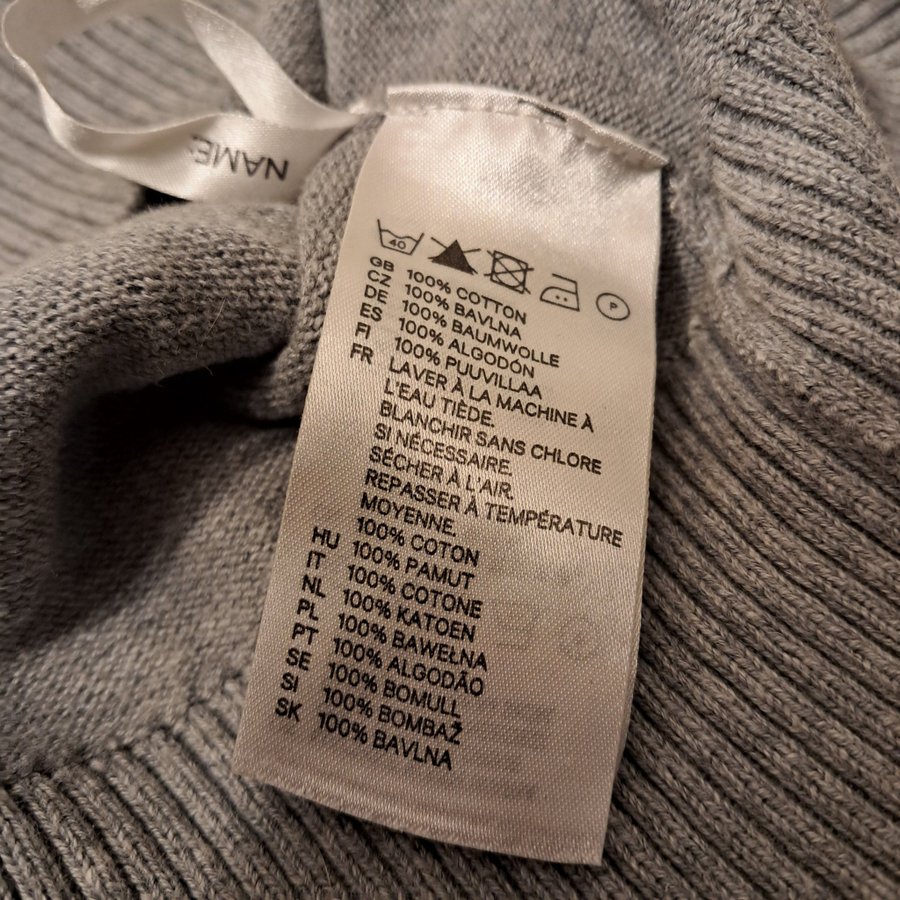 NAME
40
P
GB 100% COTTON
CZ 100% BAVLNA
DE 100% BAUMWOLLE
ES 100% ALGODÓN
FI 100% PUUVILLAA
FR LAVER À LA MACHINE À
L'EAU TIÈDE.
BLANCHIR SANS CHLORE
SI NÉCESSAIRE.
SÉCHER À L'AIR.
REPASSER À TEMPÉRATURE
MOYENNE.
100% COTON
HU 100% PAMUT
IT 100% COTONE
NL 100% KATOEN
PL 100% BAWEŁNA
PT 100% ALGODÃO
SE 100% BOMULL
SI 100% BOMBAŽ
SK 100% BAVLNA